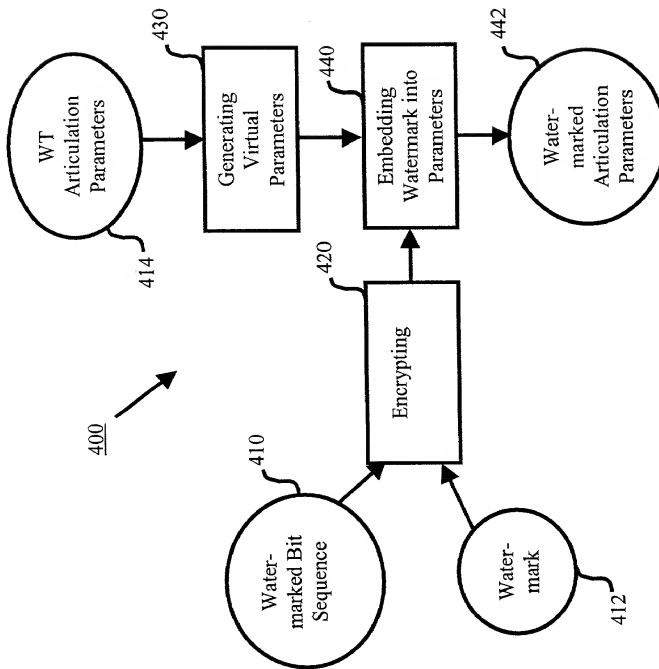 400
410
Water-
marked Bit
Sequence
Water-
mark
412
420
Encrypting
WT
Articulation
Parameters
414
430
Generating
Virtual
Parameters
440
Embedding
Watermark into
Parameters
442
Water-
marked
Articulation
Parameters